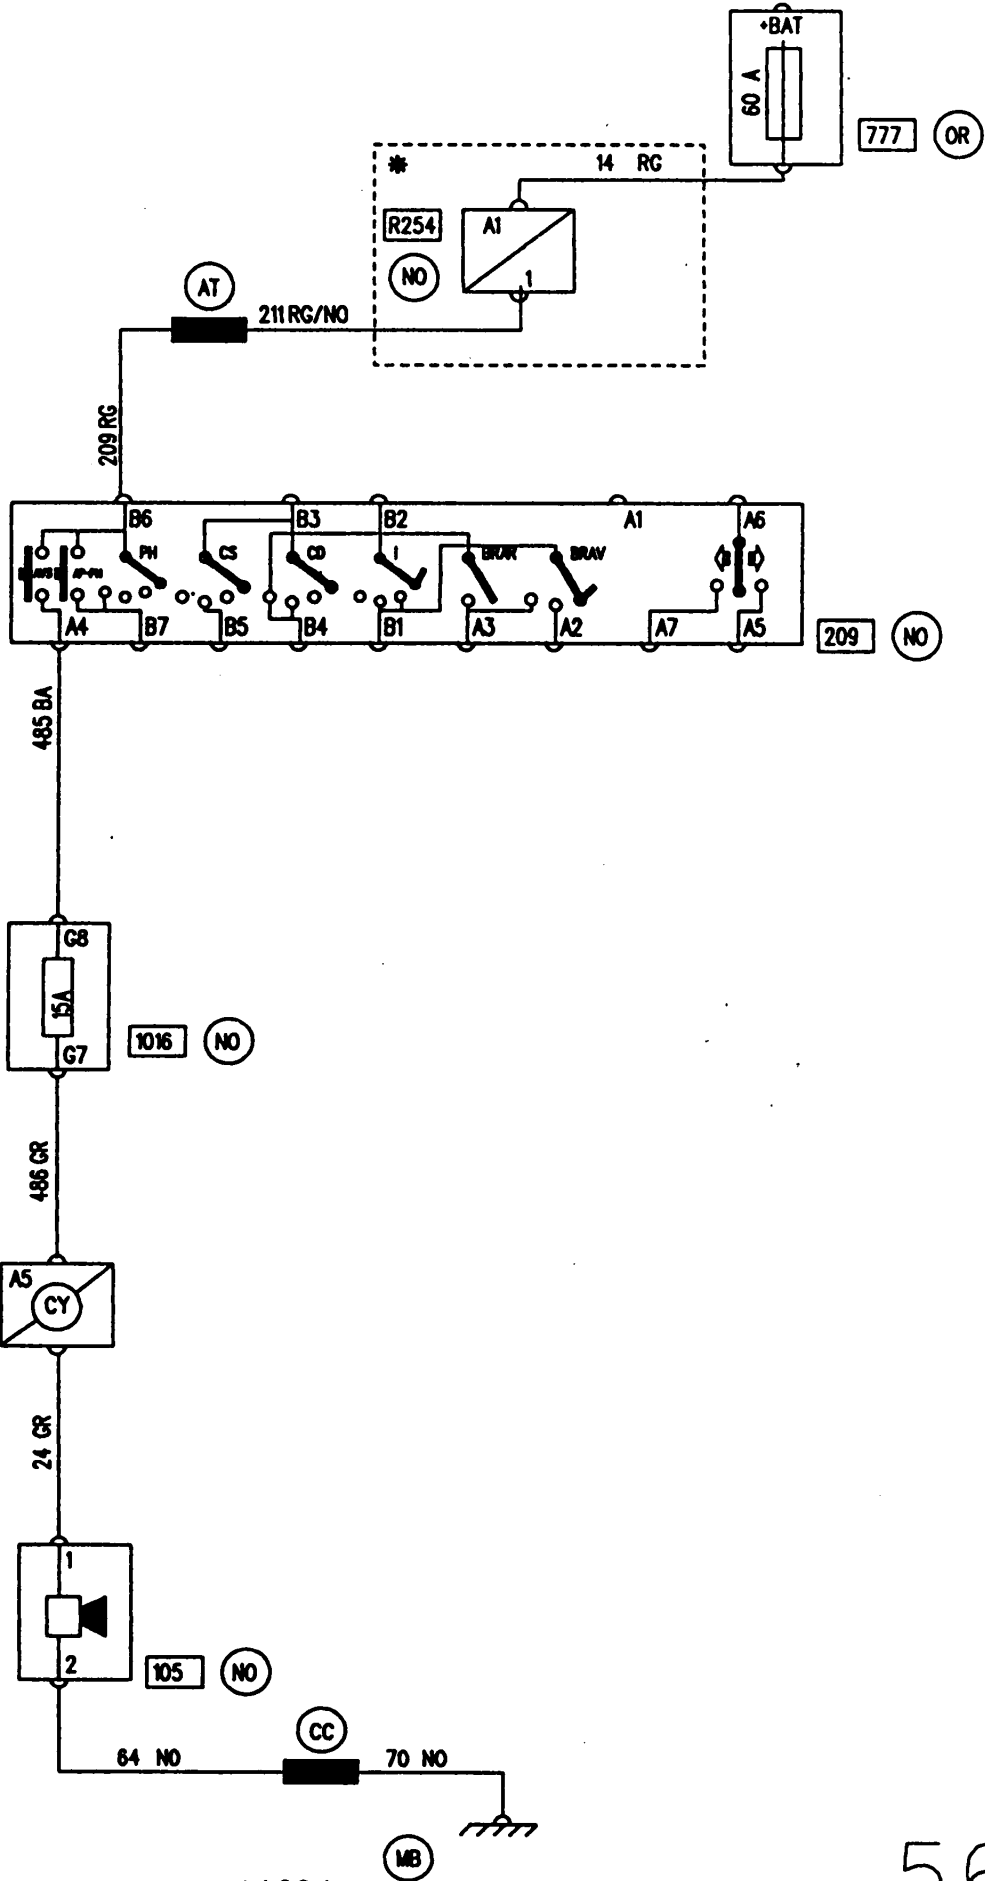 +BAT
60 A
777 OR
14 RG
*
R254
A1
NO
1
AT
211 RG/NO
209 RG
B6 B3 B2 A1 A6
AVS AP-PH PH CS CD I BRAR BRAV
A4 B7 B5 B4 B1 A3 A2 A7 A5
209 NO
485 BA
G8
15A
1016 NO
G7
486 GR
A5
CY
24 GR
1
2
105 NO
CC
64 NO
70 NO
MB